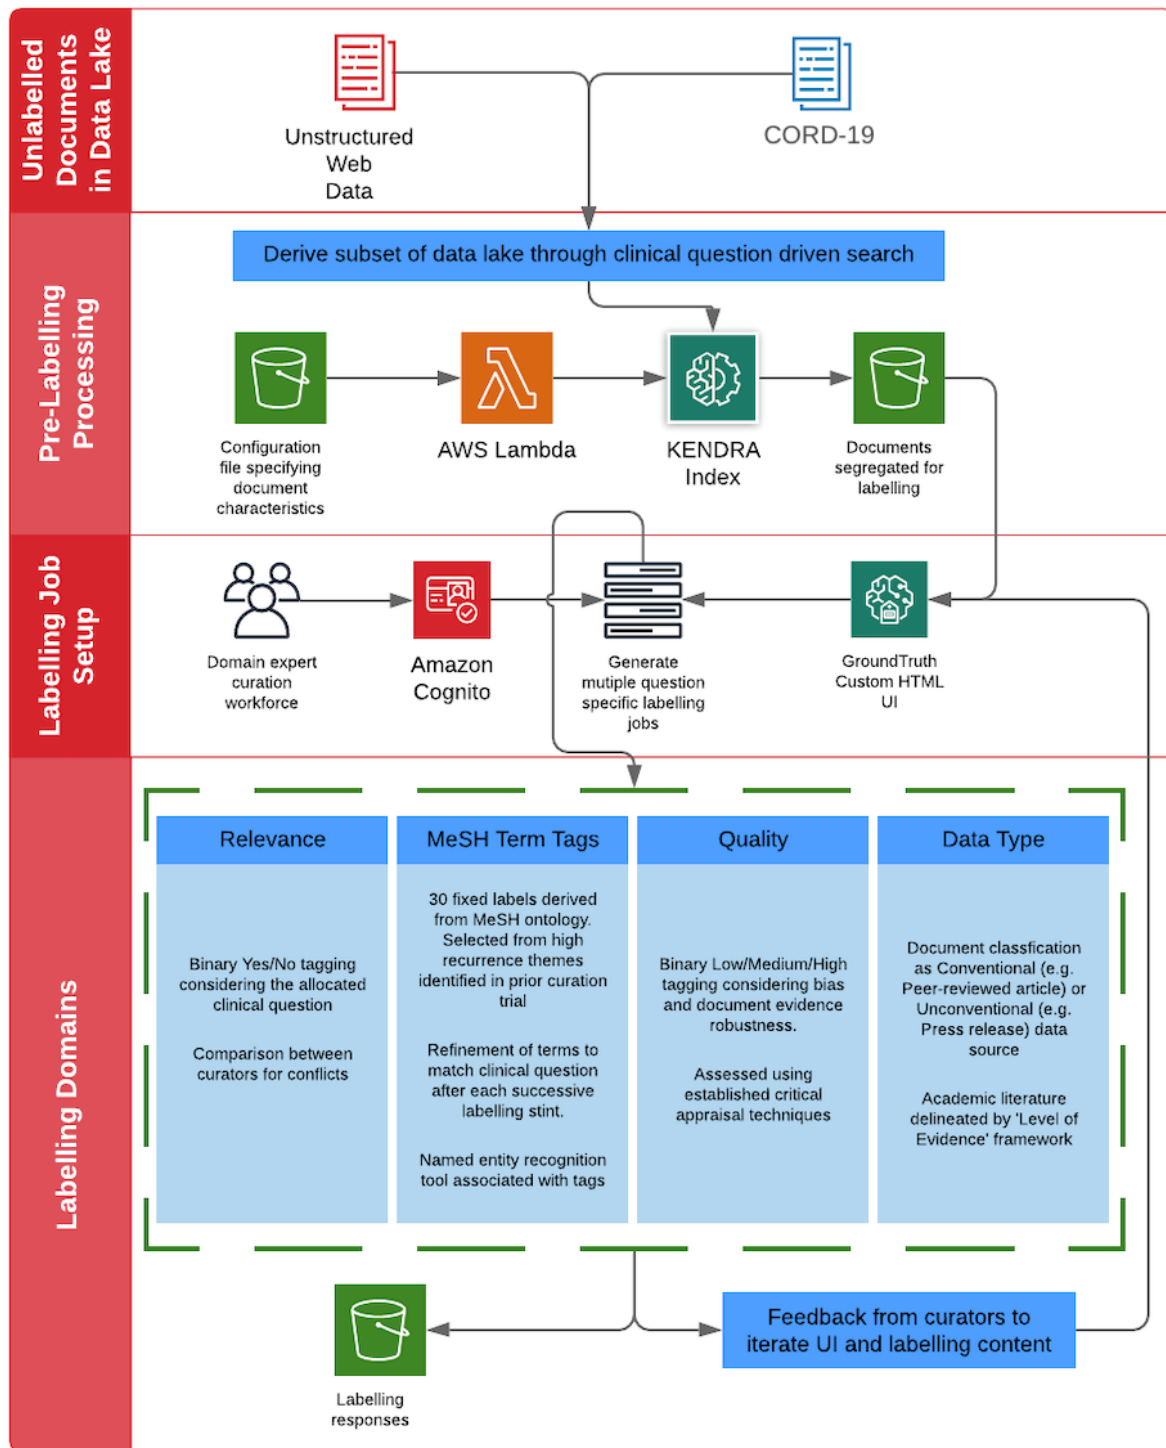 Unlabelled
Documents
in Data Lake
Unstructured
Web
Data
CORD-19
Pre-Labelling
Processing
Derive subset of data lake through clinical question driven search
Configuration
file specifying
document
characteristics
AWS Lambda
KENDRA
Index
Documents
segregated for
labelling
Labelling Job
Setup
Domain expert
curation
workforce
Amazon
Cognito
Generate
mutiple question
specific labelling
jobs
GroundTruth
Custom HTML
UI
Labelling Domains
Relevance
Binary Yes/No tagging
considering the allocated
clinical question
Comparison between
curators for conflicts
MeSH Term Tags
30 fixed labels derived
from MeSH ontology.
Selected from high
recurrence themes
identified in prior curation
trial
Refinement of terms to
match clinical question
after each successive
labelling stint.
Named entity recognition
tool associated with tags
Quality
Binary Low/Medium/High
tagging considering bias
and document evidence
robustness.
Assessed using
established critical
appraisal techniques
Data Type
Document classfication
as Conventional (e.g.
Peer-reviewed article) or
Unconventional (e.g.
Press release) data
source
Academic literature
delineated by 'Level of
Evidence' framework
Labelling
responses
Feedback from curators to
iterate UI and labelling content